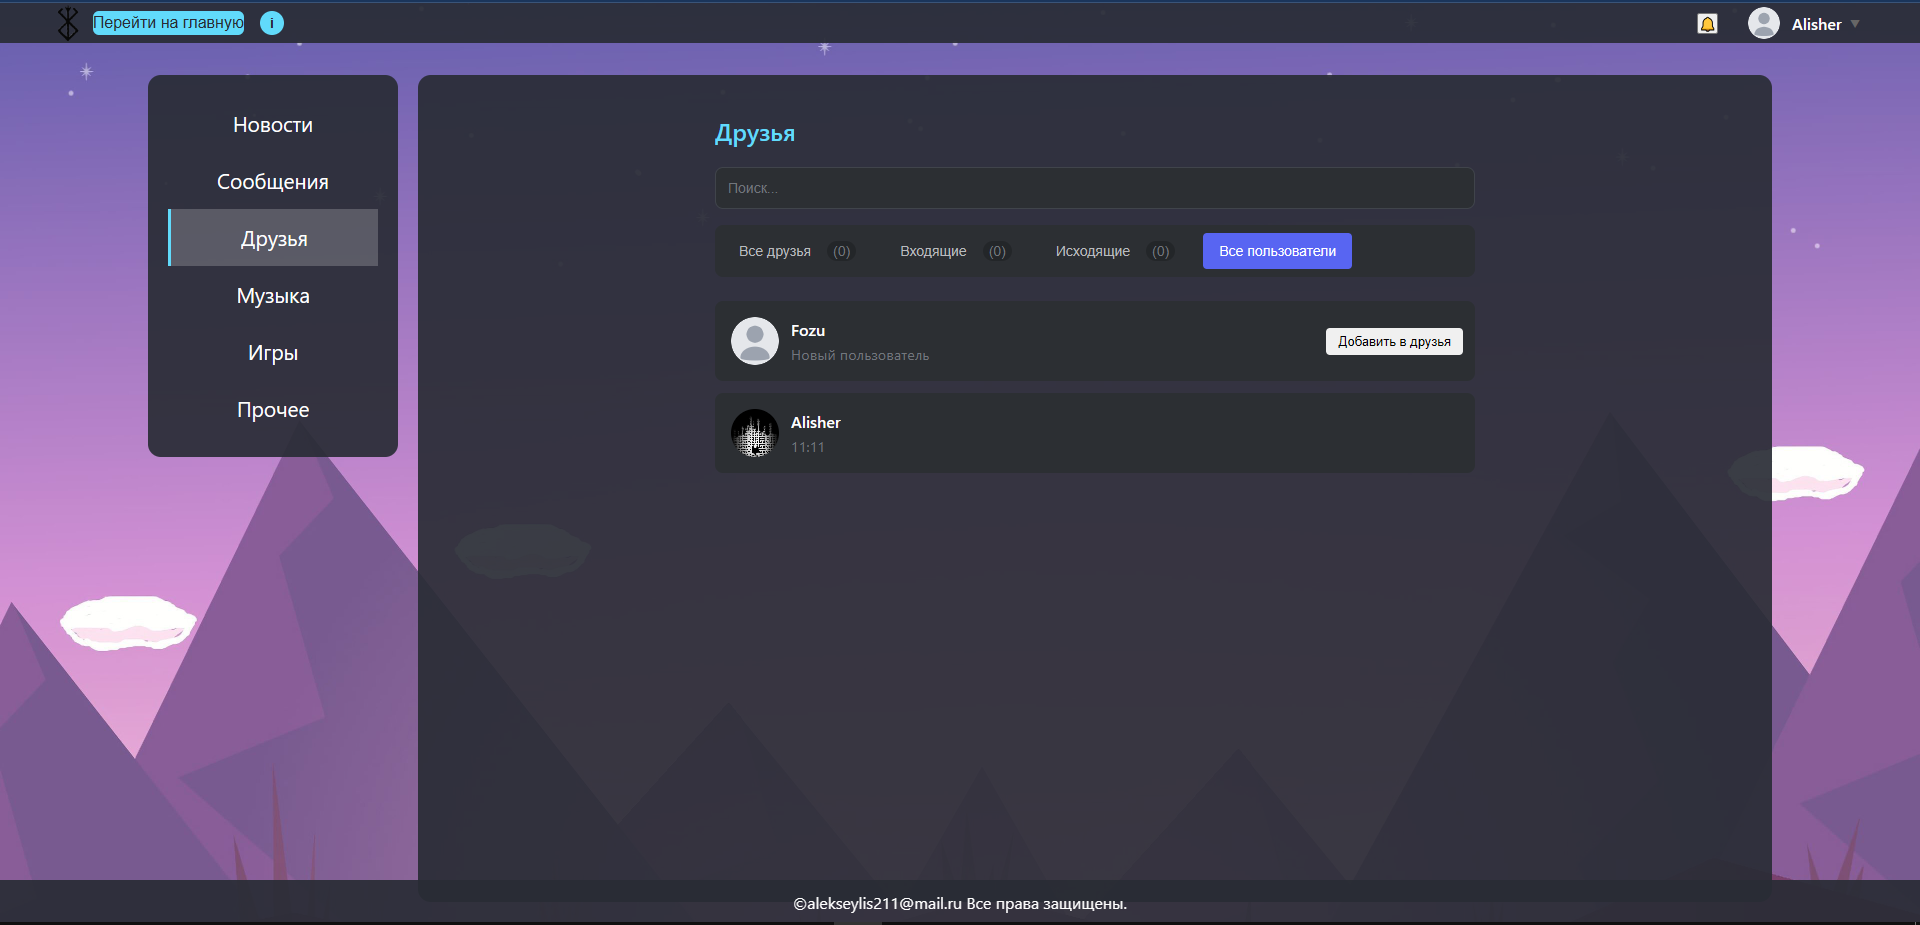 Перейти на главную
i
Alisher
Новости
Сообщения
Друзья
Музыка
Игры
Прочее
Друзья
Поиск...
Все друзья (0) Входящие (0) Исходящие (0) Все пользователи
Fozu
Новый пользователь
Добавить в друзья
Alisher
11:11
©alekseylis211@mail.ru Все права защищены.